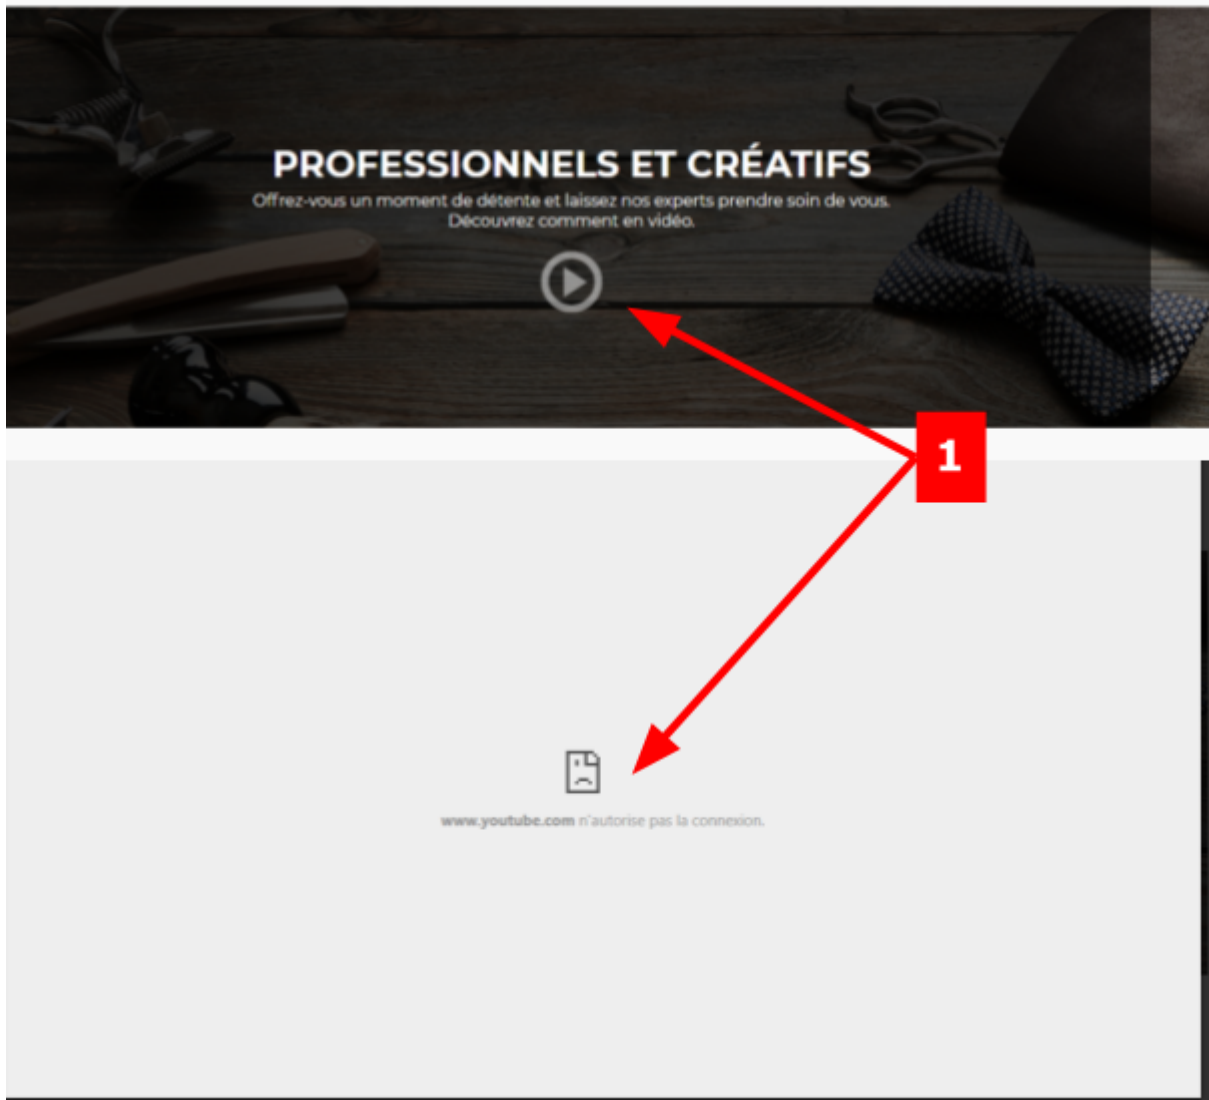 PROFESSIONNELS ET CRÉATIFS
Offrez-vous un moment de détente et laissez nos experts prendre soin de vous.
Découvrez comment en vidéo.
1
www.youtube.com n'autorise pas la connexion.